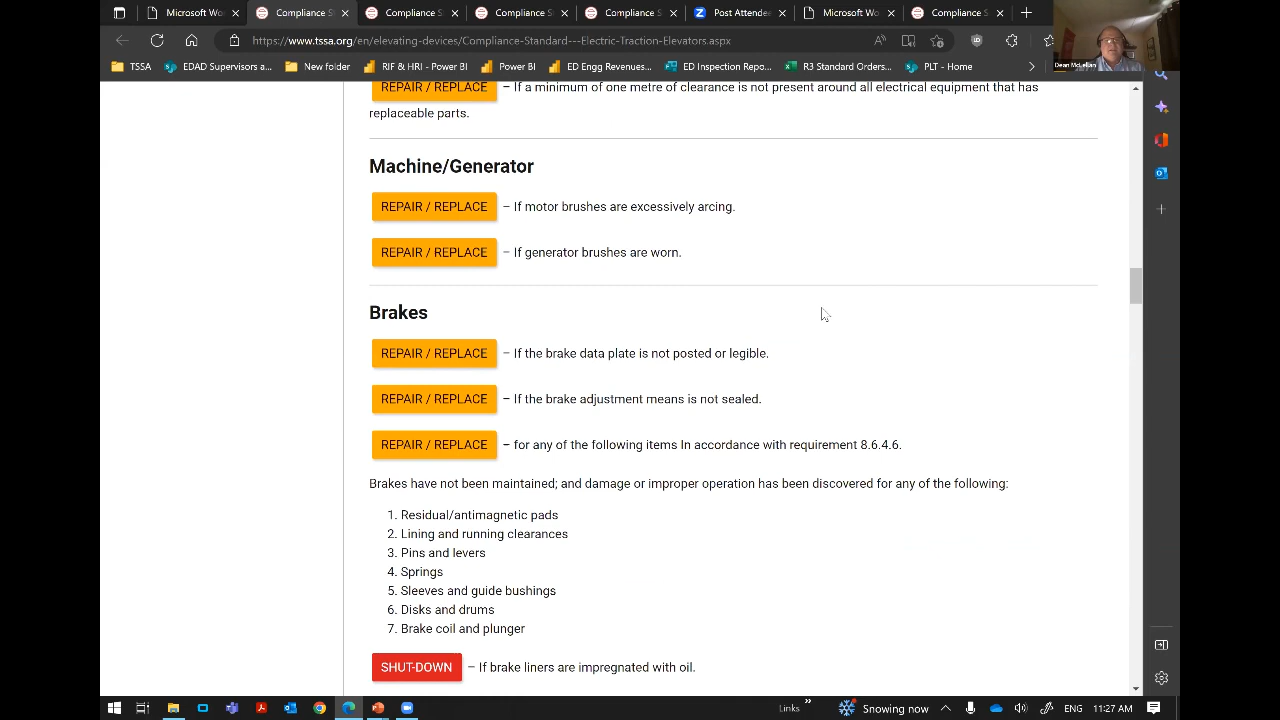 Microsoft Wo
Compliance S
Compliance S
Compliance S
Compliance S
Post Attende
Microsoft Wo
Compliance S
https://www.tssa.org/en/elevating-devices/Compliance-Standard---Electric-Traction-Elevators.aspx
TSSA
EDAD Supervisors a...
New folder
RIF & HRI - Power BI
Power BI
ED Engg Revenues...
ED Inspection Repo...
R3 Standard Orders...
PLT - Home
Dean McLellan
REPAIR / REPLACE – If a minimum of one metre of clearance is not present around all electrical equipment that has
replaceable parts.
Machine/Generator
REPAIR / REPLACE – If motor brushes are excessively arcing.
REPAIR / REPLACE – If generator brushes are worn.
Brakes
REPAIR / REPLACE – If the brake data plate is not posted or legible.
REPAIR / REPLACE – If the brake adjustment means is not sealed.
REPAIR / REPLACE – for any of the following items In accordance with requirement 8.6.4.6.
Brakes have not been maintained; and damage or improper operation has been discovered for any of the following:
1. Residual/antimagnetic pads
2. Lining and running clearances
3. Pins and levers
4. Springs
5. Sleeves and guide bushings
6. Disks and drums
7. Brake coil and plunger
SHUT-DOWN – If brake liners are impregnated with oil.
Links
Snowing now
ENG
11:27 AM